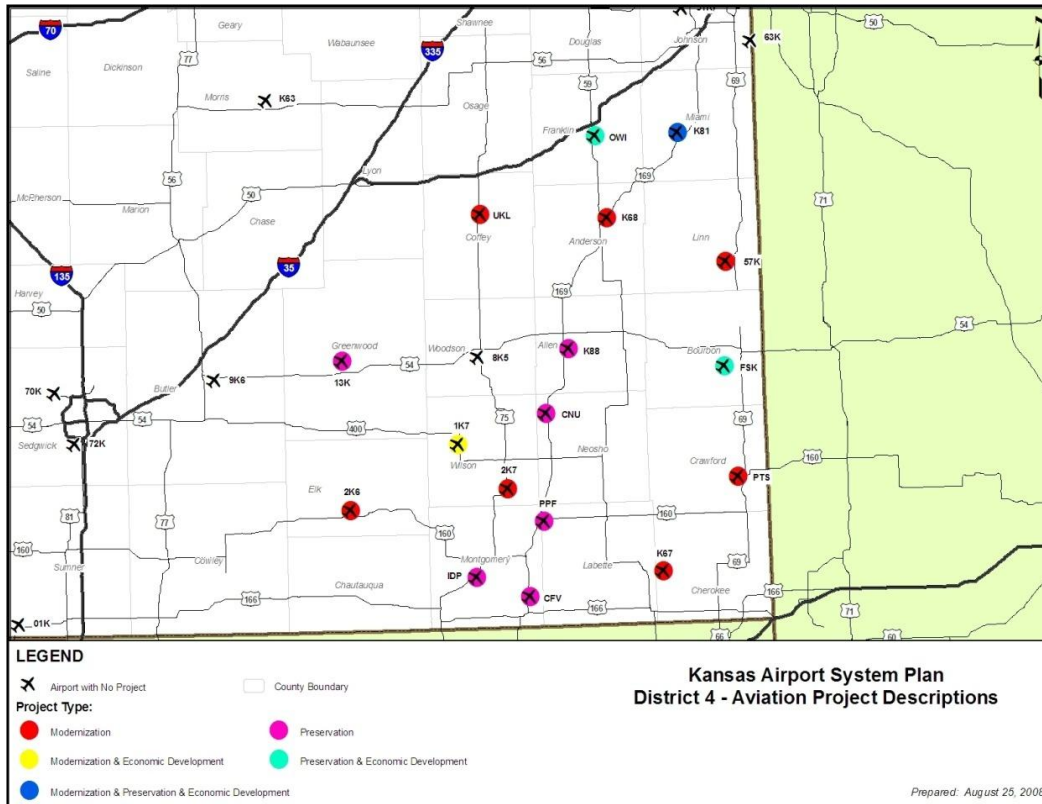 Shawnee
70
Geary
Douglas
50
77
Wabaunsee
335
Johnson
63K
Saline
Dickinson
56
69
Morris
K63
Osage
59
Miami
Franklin
OWI
K81
Lyon
169
56
50
McPherson
Marion
71
Chase
UKL
K68
Coffey
Anderson
Linn
135
35
57K
Harvey
169
50
54
Greenwood
Woodson
8K5
Allen
K88
Bourbon
13K
54
FSK
9K6
70K
Butler
CNU
75
69
54
54
400
1K7
Sedgwick
72K
Wilson
Neosho
Crawford
160
2K7
PTS
Elk
2K6
PPF
81
77
160
160
160
Cowley
Montgomery
K67
69
Sumner
IDP
Labette
Chautauqua
Cherokee
166
CFV
166
166
71
01K
66
60
LEGEND
Airport with No Project
County Boundary
Project Type:
Modernization
Preservation
Modernization & Economic Development
Preservation & Economic Development
Modernization & Preservation & Economic Development
Kansas Airport System Plan
District 4 - Aviation Project Descriptions
Prepared: August 25, 2008